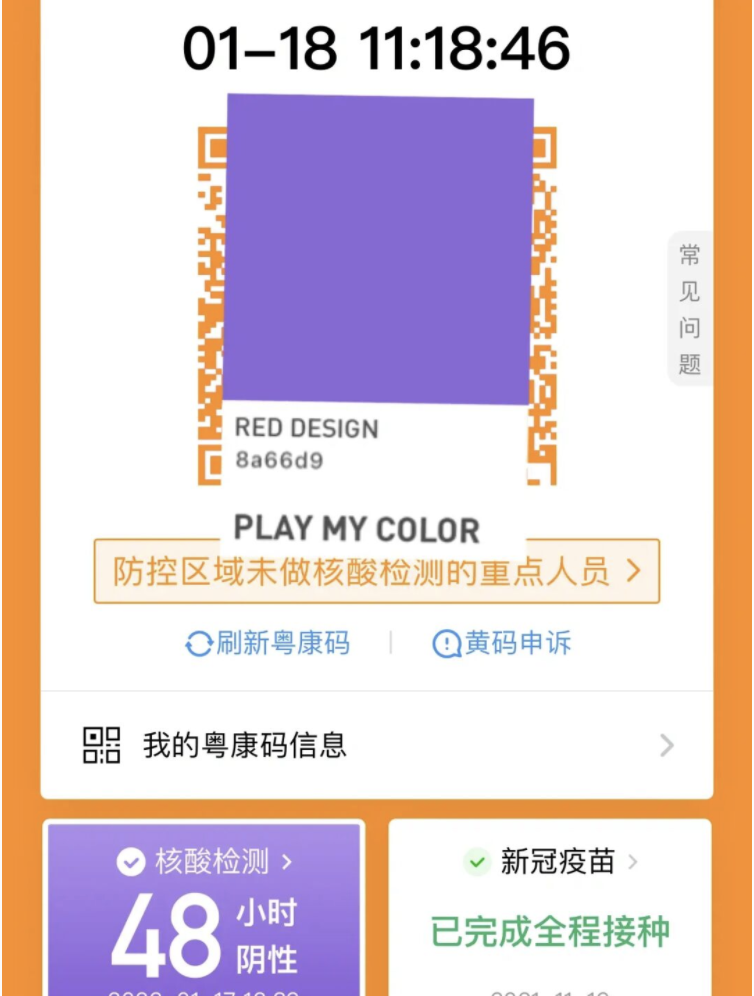 01-18 11:18:46
常见问题
RED DESIGN
8a66d9
PLAY MY COLOR
防控区域未做核酸检测的重点人员
刷新粤康码
黄码申诉
我的粤康码信息
核酸检测
48
小时
阴性
新冠疫苗
已完成全程接种